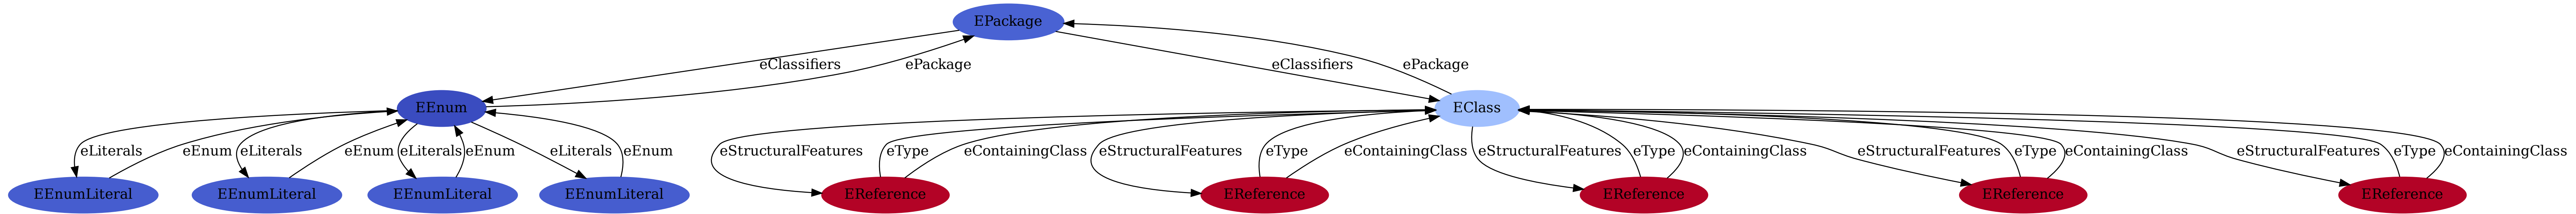 EPackage
eClassifiers ePackage eClassifiers ePackage
EEnum EClass
eLiterals eEnum eLiterals eEnum eLiterals eEnum eLiterals eEnum eStructuralFeatures eType eContainingClass eStructuralFeatures eType eContainingClass eStructuralFeatures eType eContainingClass eStructuralFeatures eType eContainingClass eStructuralFeatures eType eContainingClass
EEnumLiteral EEnumLiteral EEnumLiteral EEnumLiteral EReference EReference EReference EReference EReference